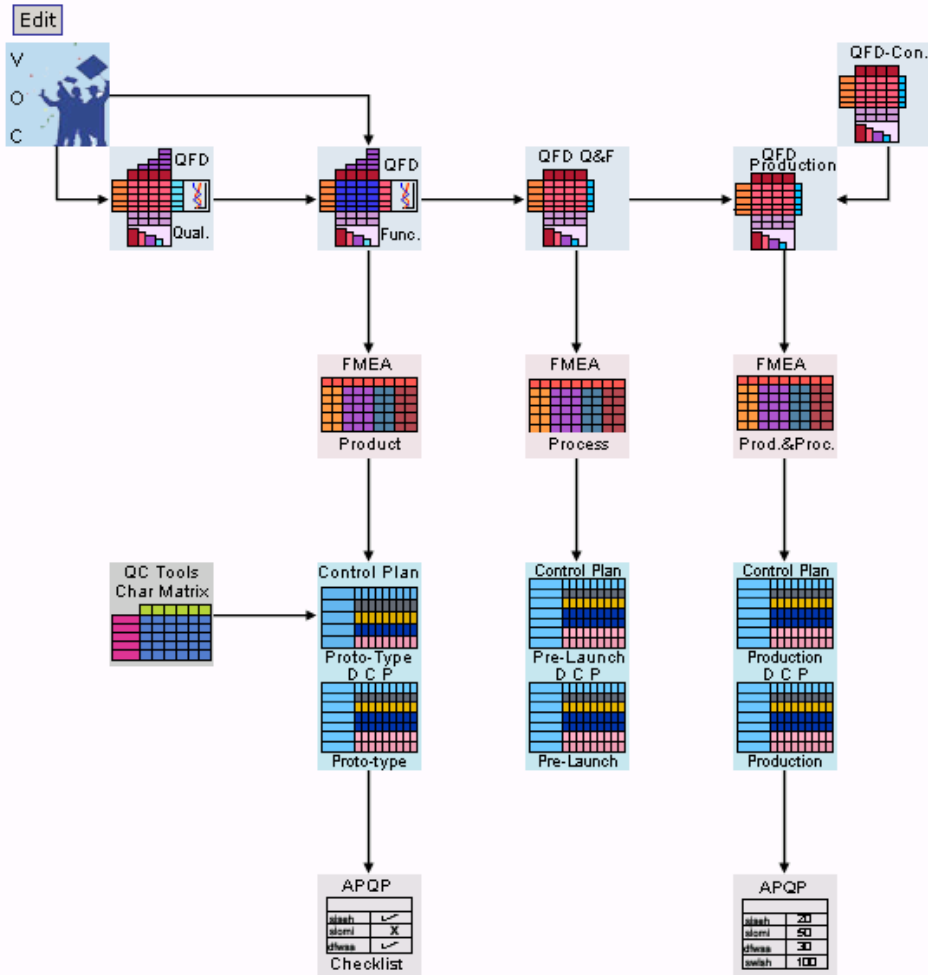 Edit
V
O
C
QFD-Con.
QFD
Qual.
QFD
Func.
QFD Q&F
QFD
Production
FMEA
Product
FMEA
Process
FMEA
Prod.&Proc.
QC Tools
Char Matrix
Control Plan
Proto-Type
D C P
Proto-type
Control Plan
Pre-Launch
D C P
Pre-Launch
Control Plan
Production
D C P
Production
APQP
Checklist
APQP
20
50
30
100